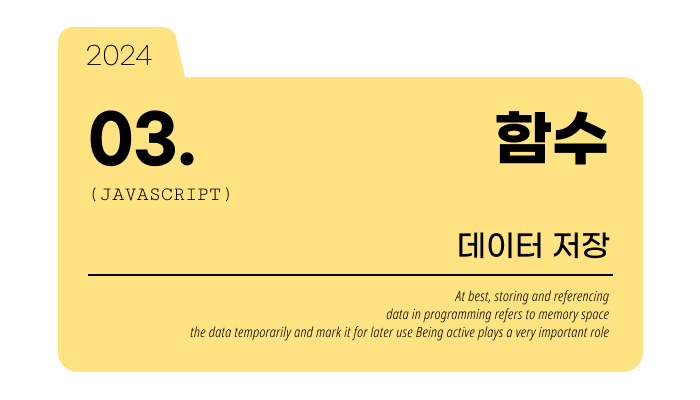 2024
03.
함수
(JAVASCRIPT)
데이터 저장
At best, storing and referencing
data in programming refers to memory space
the data temporarily and mark it for later use Being active plays a very important role